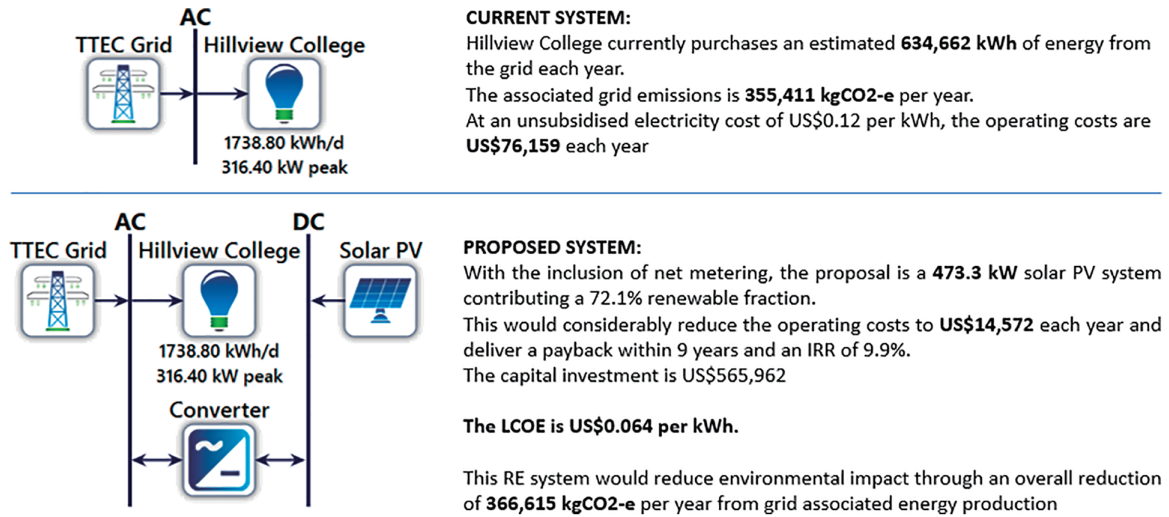 AC
TTEC Grid
Hillview College
1738.80 kWh/d
316.40 kW peak
CURRENT SYSTEM:
Hillview College currently purchases an estimated 634,662 kWh of energy from
the grid each year.
The associated grid emissions is 355,411 kgCO2-e per year.
At an unsubsidised electricity cost of US$0.12 per kWh, the operating costs are
US$76,159 each year
AC
DC
TTEC Grid
Hillview College
Solar PV
1738.80 kWh/d
316.40 kW peak
Converter
PROPOSED SYSTEM:
With the inclusion of net metering, the proposal is a 473.3 kW solar PV system
contributing a 72.1% renewable fraction.
This would considerably reduce the operating costs to US$14,572 each year and
deliver a payback within 9 years and an IRR of 9.9%.
The capital investment is US$565,962
The LCOE is US$0.064 per kWh.
This RE system would reduce environmental impact through an overall reduction
of 366,615 kgCO2-e per year from grid associated energy production